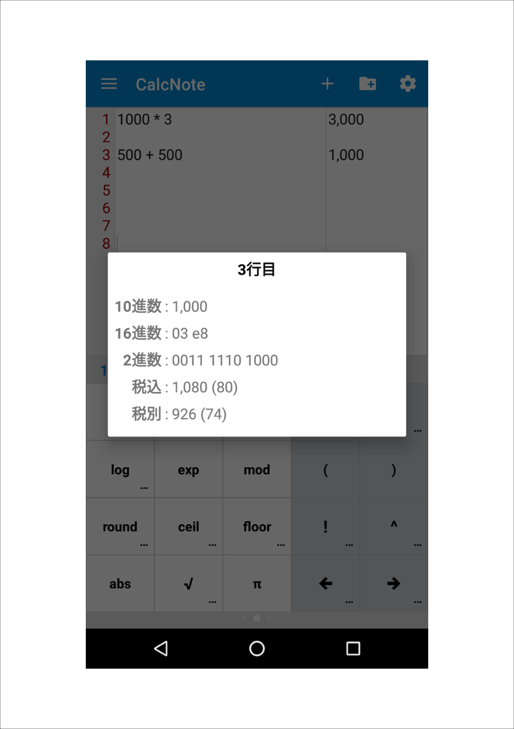 CalcNote
1 1000 * 3 3,000
2
3 500 + 500 1,000
4
5
6
7
8
3行目
10進数 : 1,000
16進数 : 03 e8
2進数 : 0011 1110 1000
税込 : 1,080 (80)
税別 : 926 (74)
1
...
log ... exp mod ( )
round ... ceil ... floor ... ! ... ^ ...
abs √ ... π ← ... → ...